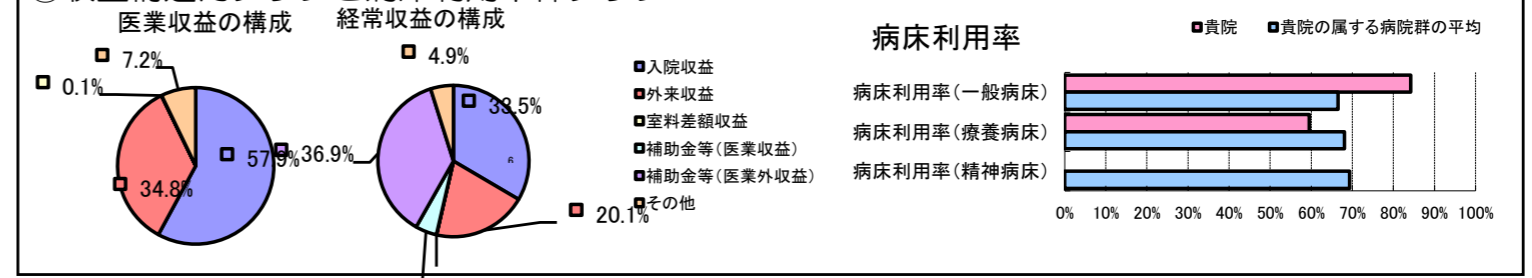 医業収益の構成
経常収益の構成
7.2%
0.1%
57.9%
34.8%
4.9%
33.5%
36.9%
20.1%
入院収益
外来収益
室料差額収益
補助金等(医業収益)
補助金等(医業外収益)
その他
病床利用率
貴院
貴院の属する病院群の平均
病床利用率(一般病床)
病床利用率(療養病床)
病床利用率(精神病床)
0% 10% 20% 30% 40% 50% 60% 70% 80% 90% 100%